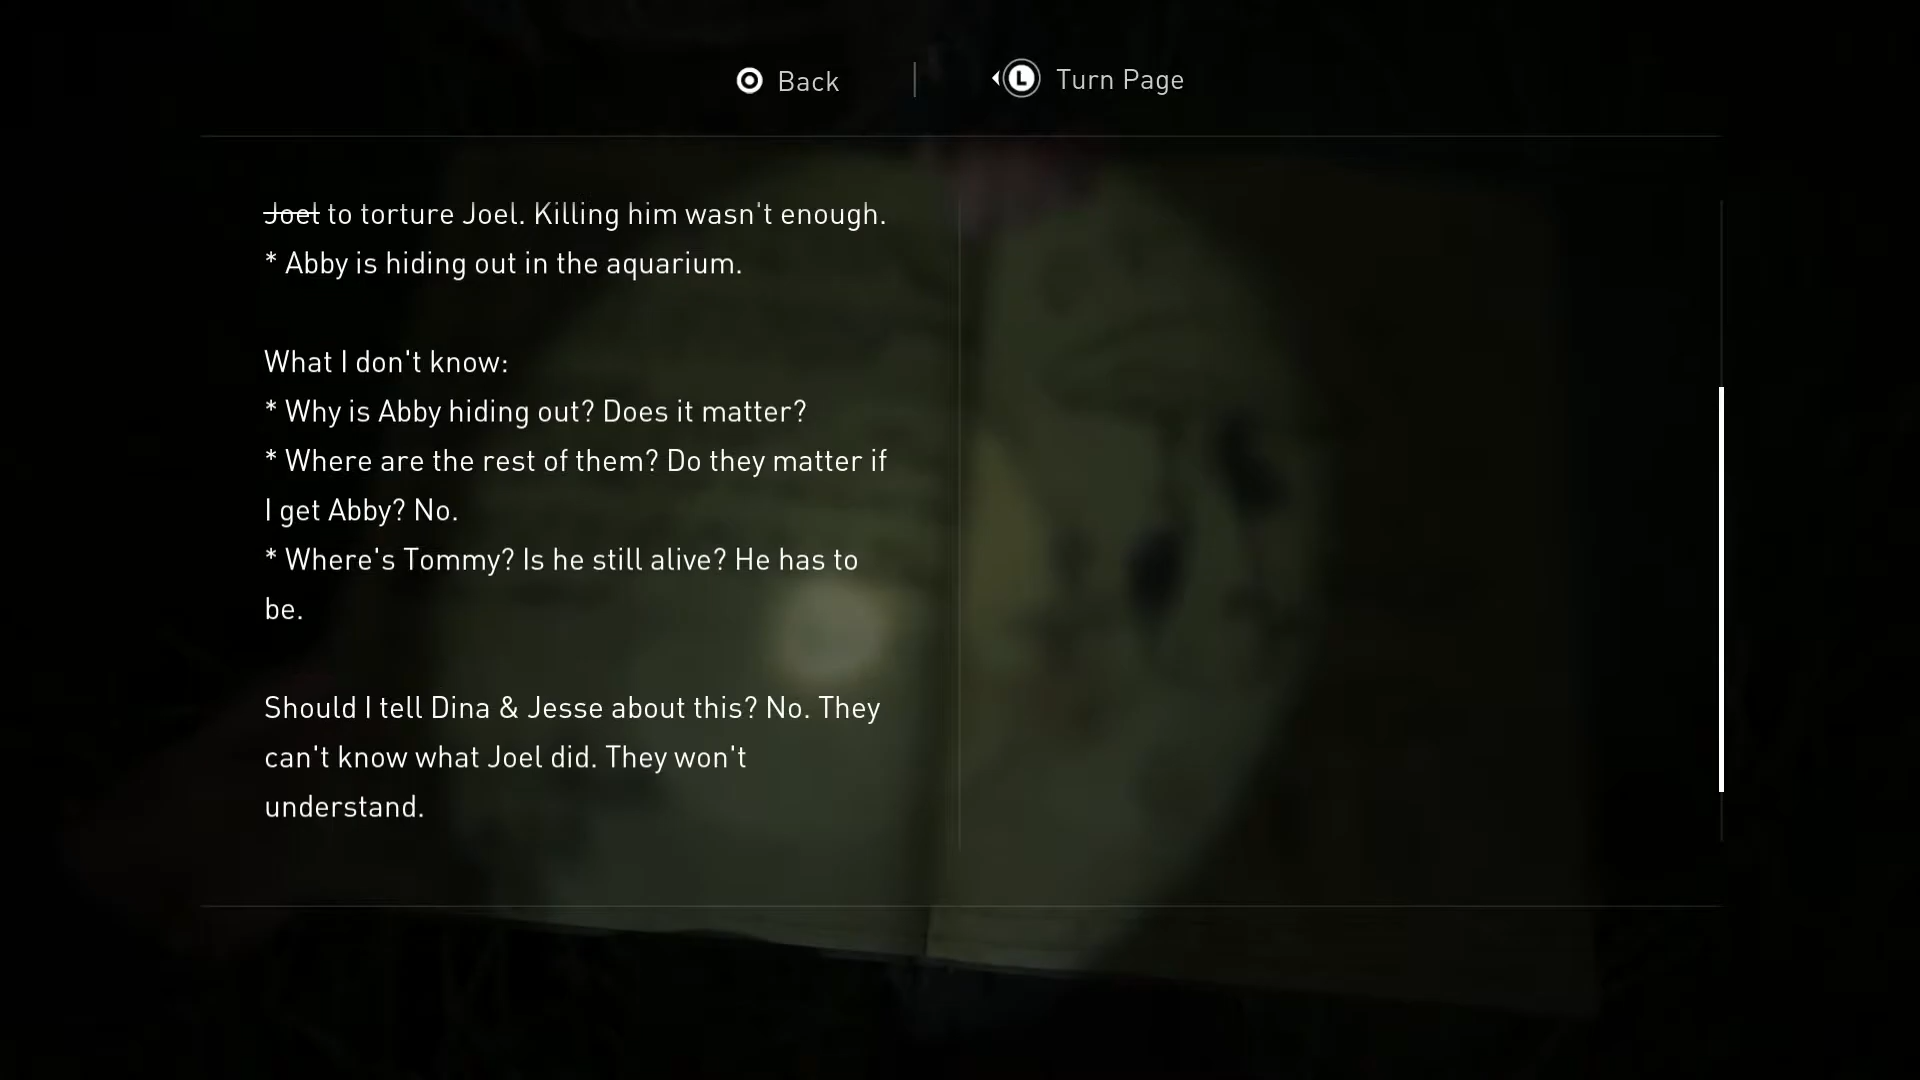 Back
L Turn Page
Joel to torture Joel. Killing him wasn't enough.
* Abby is hiding out in the aquarium.
What I don't know:
* Why is Abby hiding out? Does it matter?
* Where are the rest of them? Do they matter if
I get Abby? No.
* Where's Tommy? Is he still alive? He has to
be.
Should I tell Dina & Jesse about this? No. They
can't know what Joel did. They won't
understand.